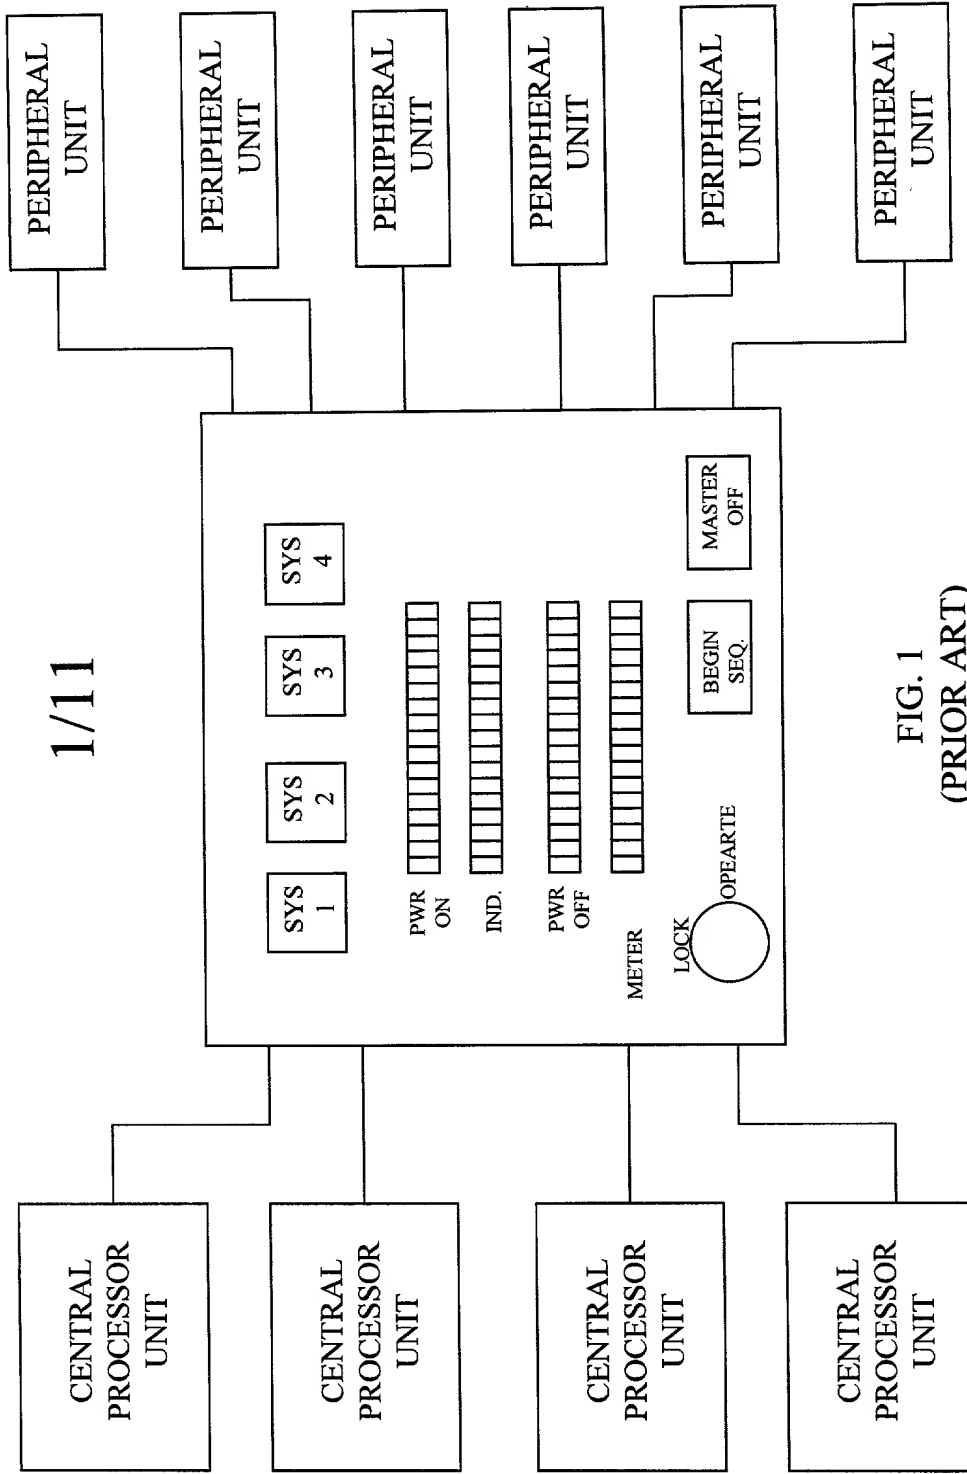 1/11
CENTRAL
PROCESSOR
UNIT
CENTRAL
PROCESSOR
UNIT
CENTRAL
PROCESSOR
UNIT
CENTRAL
PROCESSOR
UNIT
SYS
1
SYS
2
SYS
3
SYS
4
PWR
ON
IND.
PWR
OFF
METER
LOCK
OPEARTE
BEGIN
SEQ.
MASTER
OFF
PERIPHERAL
UNIT
PERIPHERAL
UNIT
PERIPHERAL
UNIT
PERIPHERAL
UNIT
PERIPHERAL
UNIT
PERIPHERAL
UNIT
FIG. 1
(PRIOR ART)